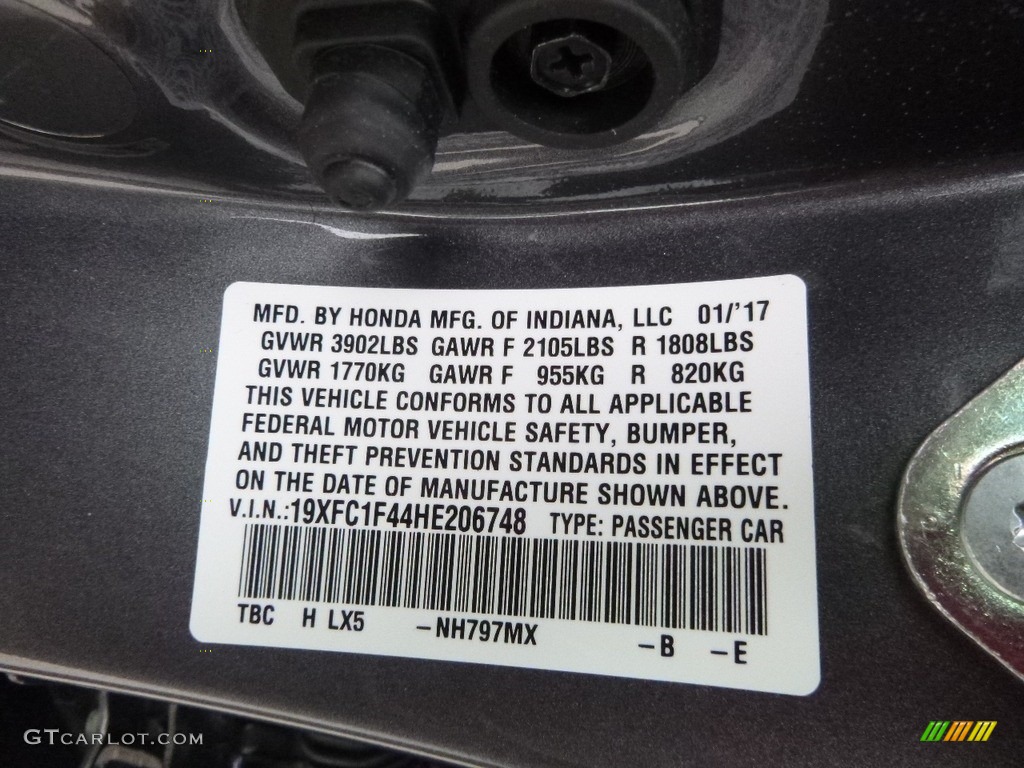 MFD. BY HONDA MFG. OF INDIANA, LLC 01/'17
GVWR 3902LBS GAWR F 2105LBS R 1808LBS
GVWR 1770KG GAWR F 955KG R 820KG
THIS VEHICLE CONFORMS TO ALL APPLICABLE
FEDERAL MOTOR VEHICLE SAFETY, BUMPER,
AND THEFT PREVENTION STANDARDS IN EFFECT
ON THE DATE OF MANUFACTURE SHOWN ABOVE.
V.I.N.:19XFC1F44HE206748 TYPE: PASSENGER CAR
TBC H LX5 -NH797MX -B -E
GTCARLOT.COM